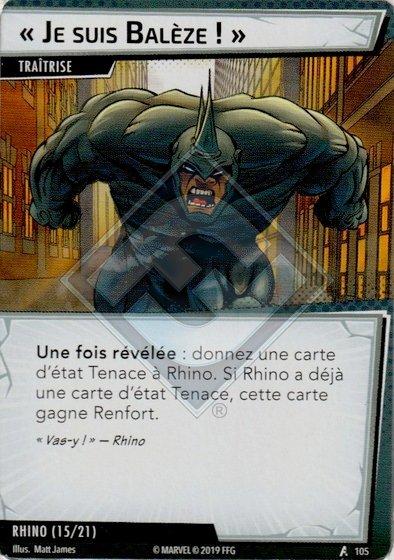 « Je suis Balèze ! »
TRAÎTRISE
Une fois révélée : donnez une carte
d'état Tenace à Rhino. Si Rhino a déjà
une carte d'état Tenace, cette carte
gagne Renfort.
®
« Vas-y ! » — Rhino
RHINO (15/21)
Illus. Matt James
© MARVEL © 2019 FFG
A 105